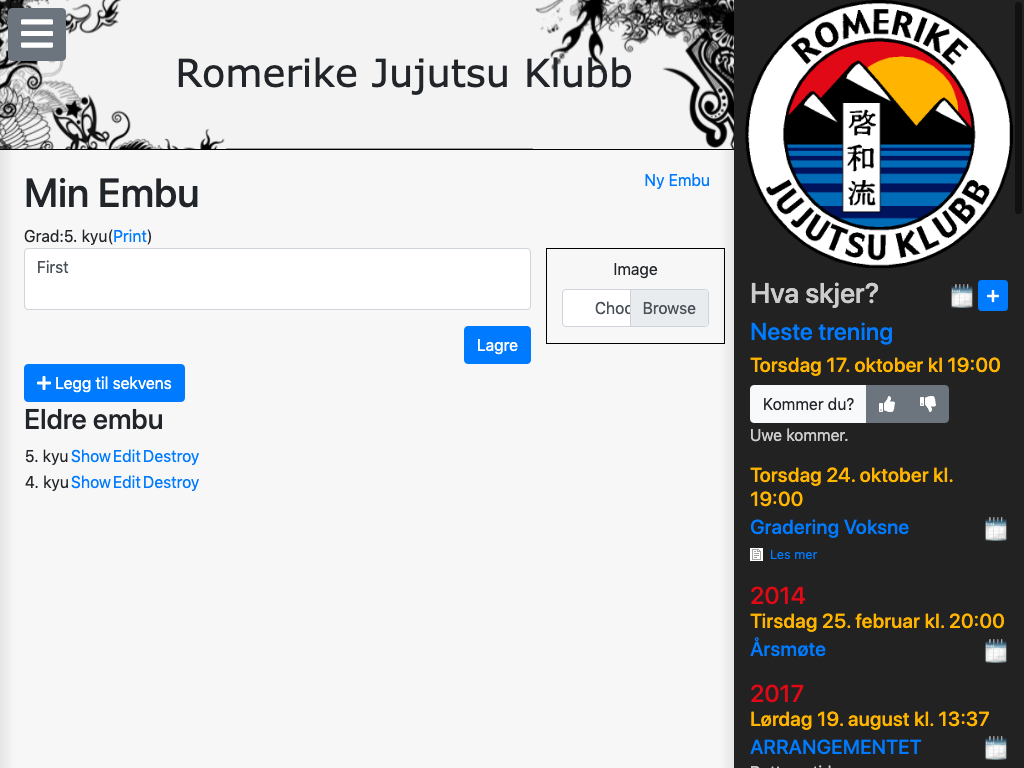 Romerike Jujutsu Klubb
Min Embu
Ny Embu
Grad:5. kyu(Print)
First
Image
Browse
Lagre
Legg til sekvens
Eldre embu
5. kyu Show Edit Destroy
4. kyu Show Edit Destroy
ROMERIKE
啓和流
JUJUTSU KLUBB
Hva skjer?
Neste trening
Torsdag 17. oktober kl 19:00
Kommer du?
Uwe kommer.
Torsdag 24. oktober kl.
19:00
Gradering Voksne
Les mer
2014
Tirsdag 25. februar kl. 20:00
Årsmøte
2017
Lørdag 19. august kl. 13:37
ARRANGEMENTET